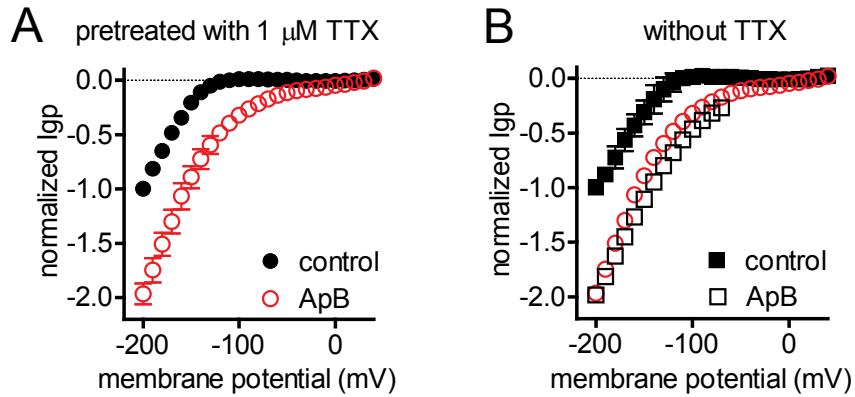 A pretreated with 1 μM TTX
0.0
-0.5
-1.0
-1.5
-2.0
normalized Igp
control
ApB
-200 -100 0
membrane potential (mV)
B without TTX
0.0
-0.5
-1.0
-1.5
-2.0
normalized Igp
control
ApB
-200 -100 0
membrane potential (mV)